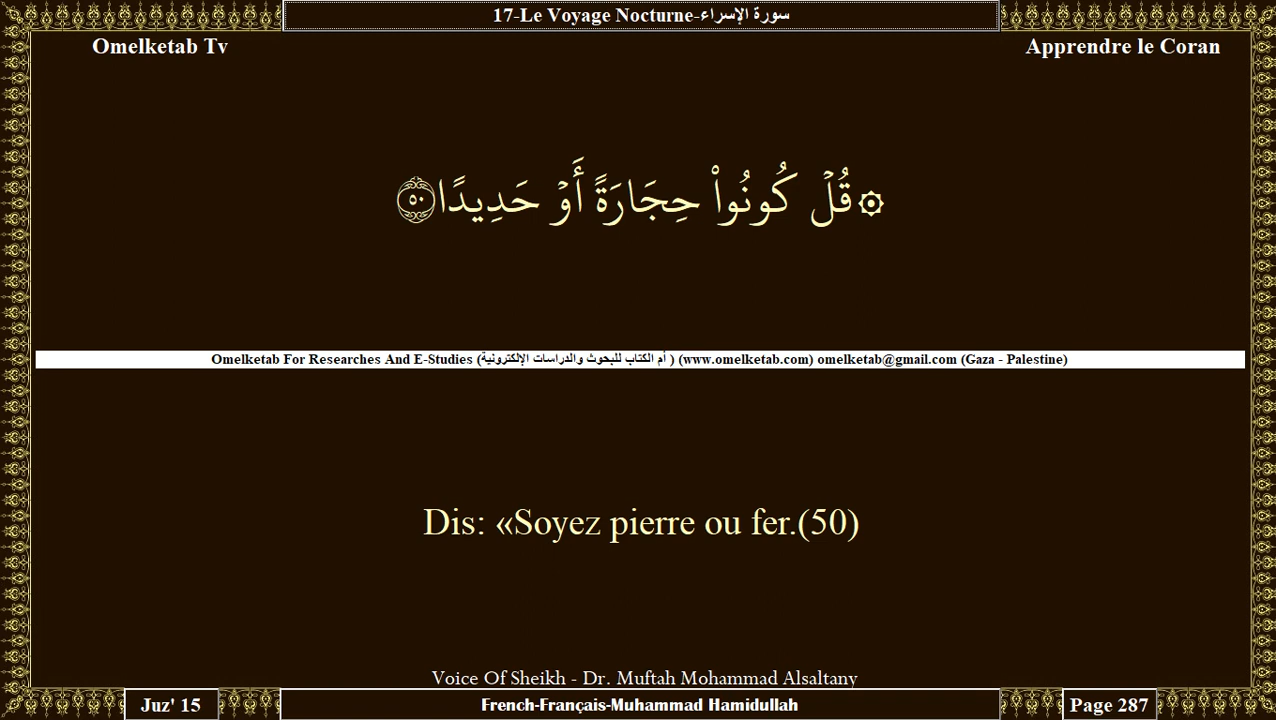 17-Le Voyage Nocturne-سورة الإسراء
Omelketab Tv
Apprendre le Coran
۞قُلۡ كُونُواْ حِجَارَةً أَوۡ حَدِيدًا٥٠
Omelketab For Researches And E-Studies (أم الكتاب للبحوث والدراسات الإلكترونية ) (www.omelketab.com) omelketab@gmail.com (Gaza - Palestine)
Dis: «Soyez pierre ou fer.(50)
Voice Of Sheikh - Dr. Muftah Mohammad Alsaltany
Juz' 15
French-Français-Muhammad Hamidullah
Page 287